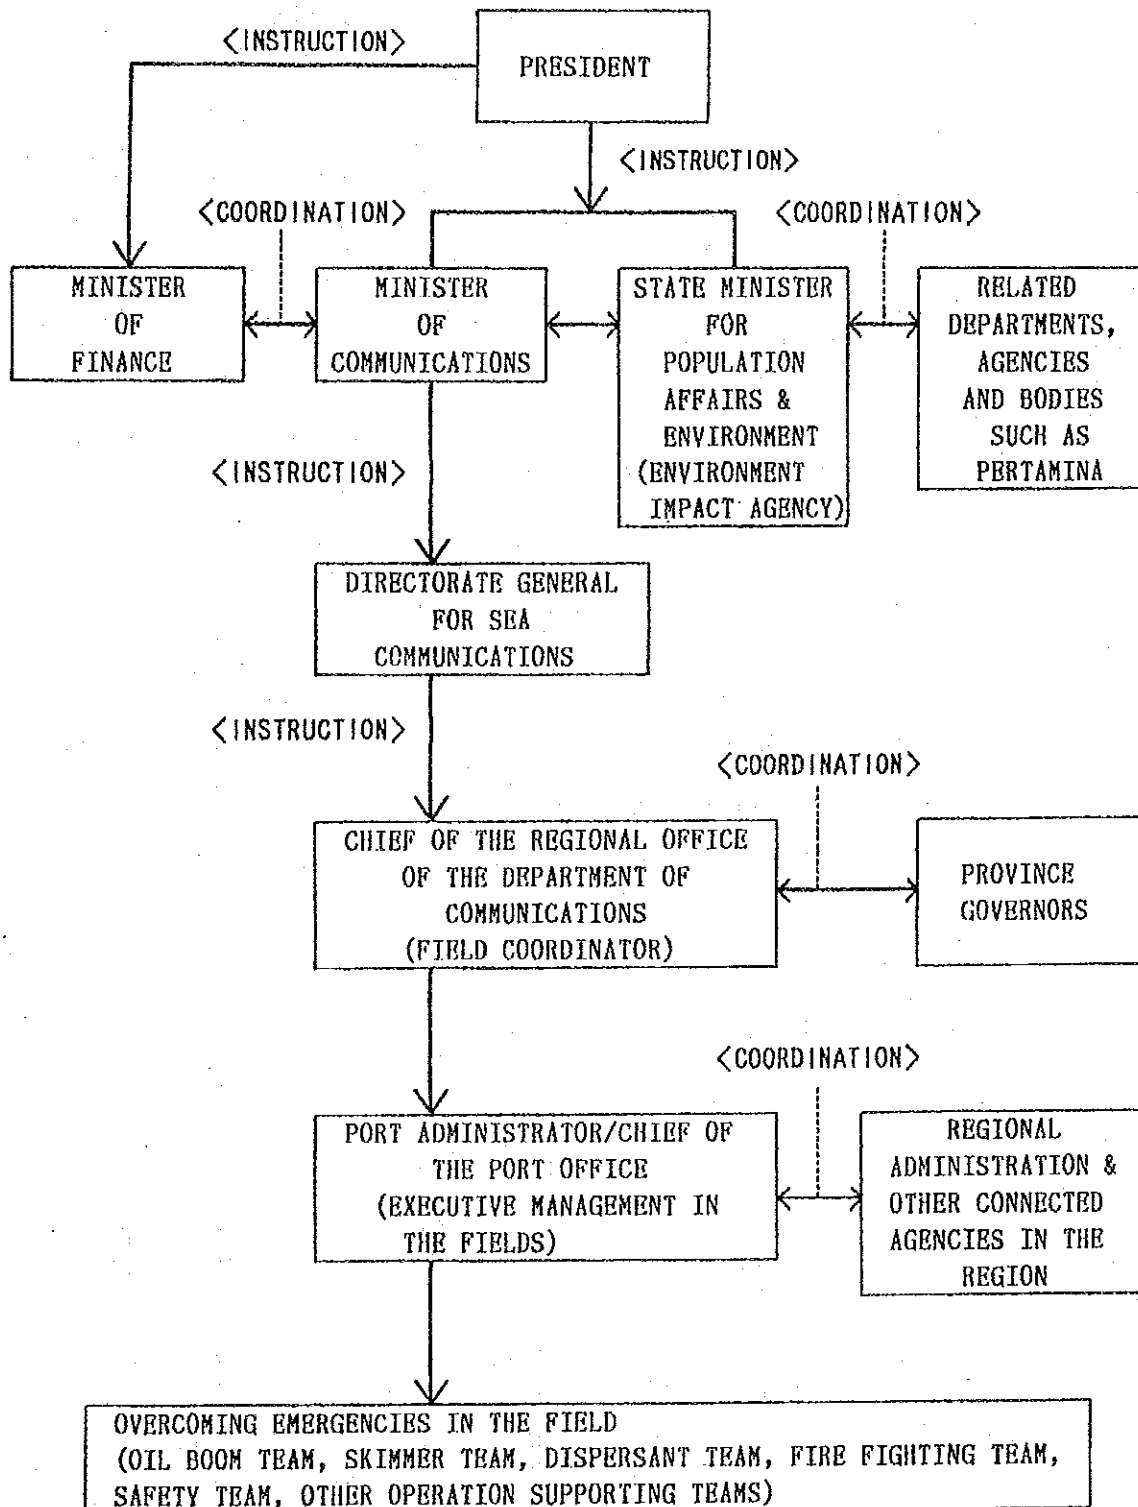 <INSTRUCTION>
PRESIDENT
<INSTRUCTION>
<COORDINATION>
<COORDINATION>
MINISTER
OF
FINANCE
MINISTER
OF
COMMUNICATIONS
STATE MINISTER
FOR
POPULATION
AFFAIRS &
ENVIRONMENT
(ENVIRONMENT
IMPACT AGENCY)
RELATED
DEPARTMENTS,
AGENCIES
AND BODIES
SUCH AS
PERTAMINA
<INSTRUCTION>
DIRECTORATE GENERAL
FOR SEA
COMMUNICATIONS
<INSTRUCTION>
<COORDINATION>
CHIEF OF THE REGIONAL OFFICE
OF THE DEPARTMENT OF
COMMUNICATIONS
(FIELD COORDINATOR)
PROVINCE
GOVERNORS
<COORDINATION>
PORT ADMINISTRATOR/CHIEF OF
THE PORT OFFICE
(EXECUTIVE MANAGEMENT IN
THE FIELDS)
REGIONAL
ADMINISTRATION &
OTHER CONNECTED
AGENCIES IN THE
REGION
OVERCOMING EMERGENCIES IN THE FIELD
(OIL BOOM TEAM, SKIMMER TEAM, DISPERSANT TEAM, FIRE FIGHTING TEAM,
SAFETY TEAM, OTHER OPERATION SUPPORTING TEAMS)